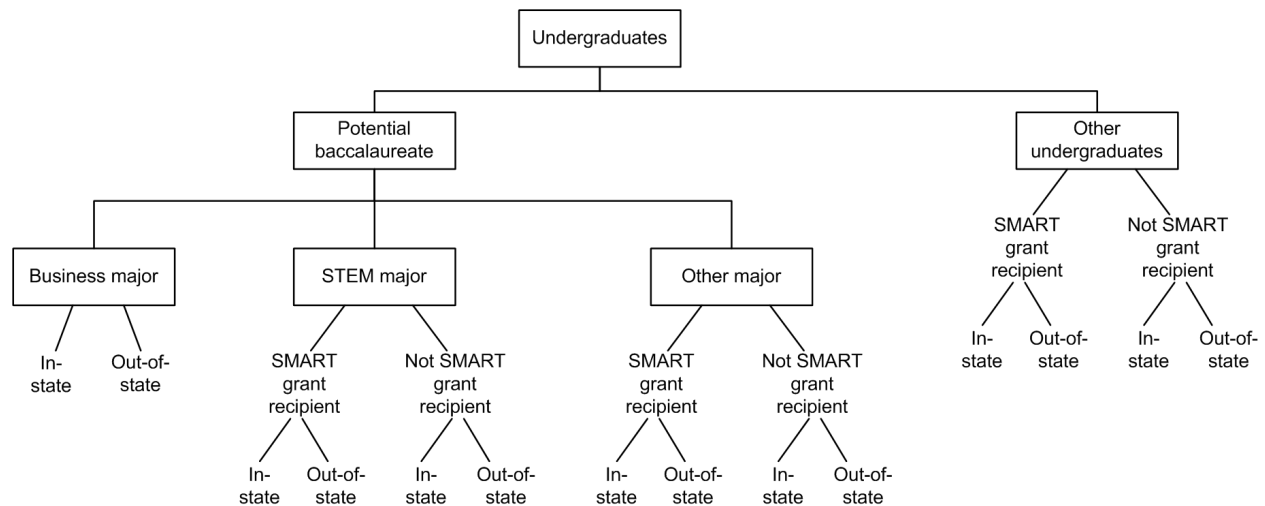 Undergraduates
Potential
baccalaureate
Other
undergraduates
SMART
grant
recipient
Not SMART
grant
recipient
In-
state
Out-of-
state
In-
state
Out-of-
state
Business major
STEM major
Other major
In-
state
Out-of-
state
SMART
grant
recipient
Not SMART
grant
recipient
SMART
grant
recipient
Not SMART
grant
recipient
In-
state
Out-of-
state
In-
state
Out-of-
state
In-
state
Out-of-
state
In-
state
Out-of-
state